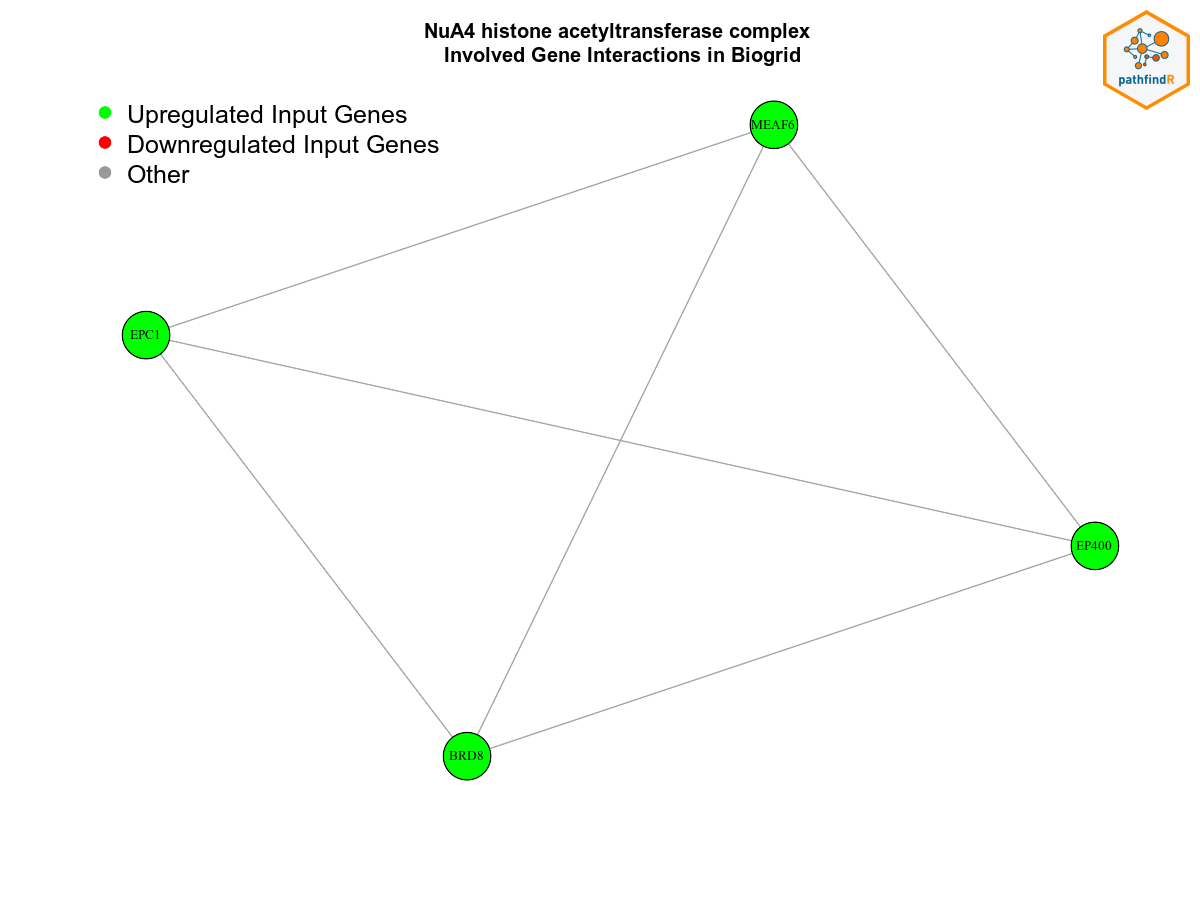 NuA4 histone acetyltransferase complex
Involved Gene Interactions in Biogrid
pathfindR
Upregulated Input Genes
Downregulated Input Genes
Other
MEAF6
EPC1
EP400
BRD8